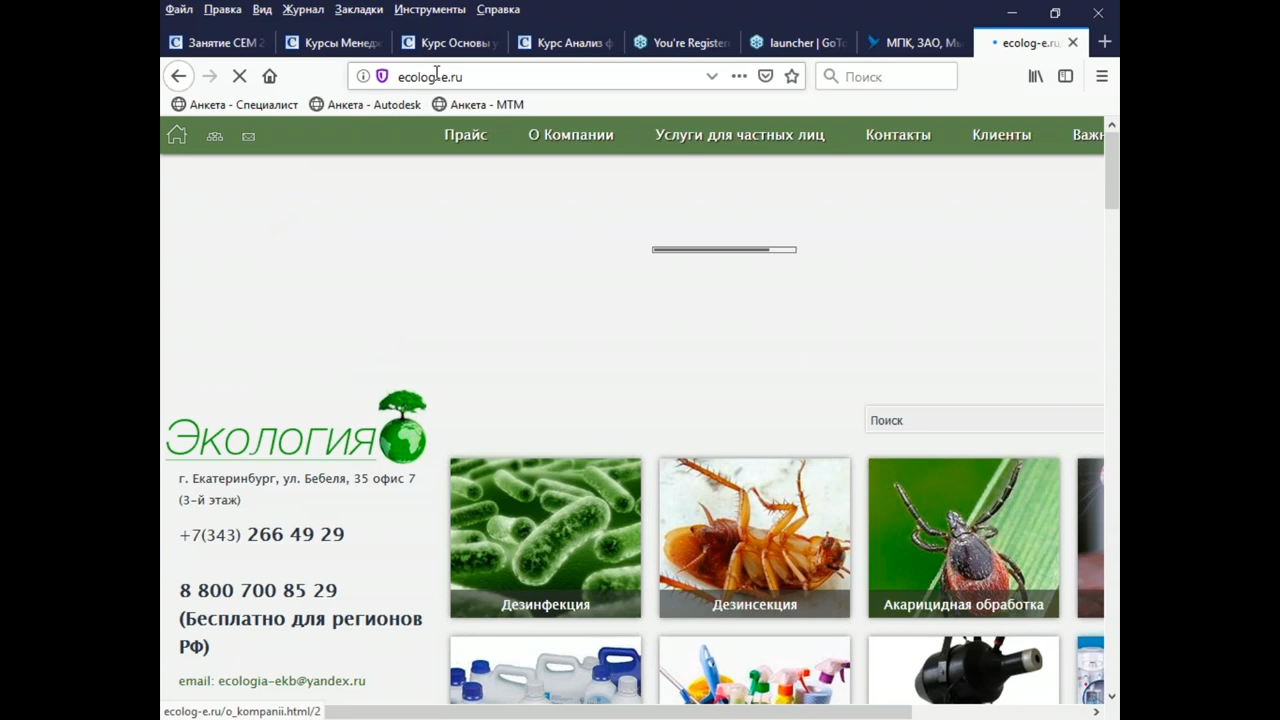 Файл Правка Вид Журнал Закладки Инструменты Справка
Занятие СЕМ 2 Курсы Менедж Курс Основы у Курс Анализ ф You're Register launcher | GoTo МПК, ЗАО, Мы ecolog-e.ru
ecolog-e.ru Поиск
Анкета - Специалист Анкета - Autodesk Анкета - МТМ
Прайс О Компании Услуги для частных лиц Контакты Клиенты Важн
Поиск
Экология
г. Екатеринбург, ул. Бебеля, 35 офис 7
(3-й этаж)
+7(343) 266 49 29
8 800 700 85 29
(Бесплатно для регионов
РФ)
email: ecologia-ekb@yandex.ru
Дезинфекция Дезинсекция Акарицидная обработка
ecolog-e.ru/o_kompanii.html/2